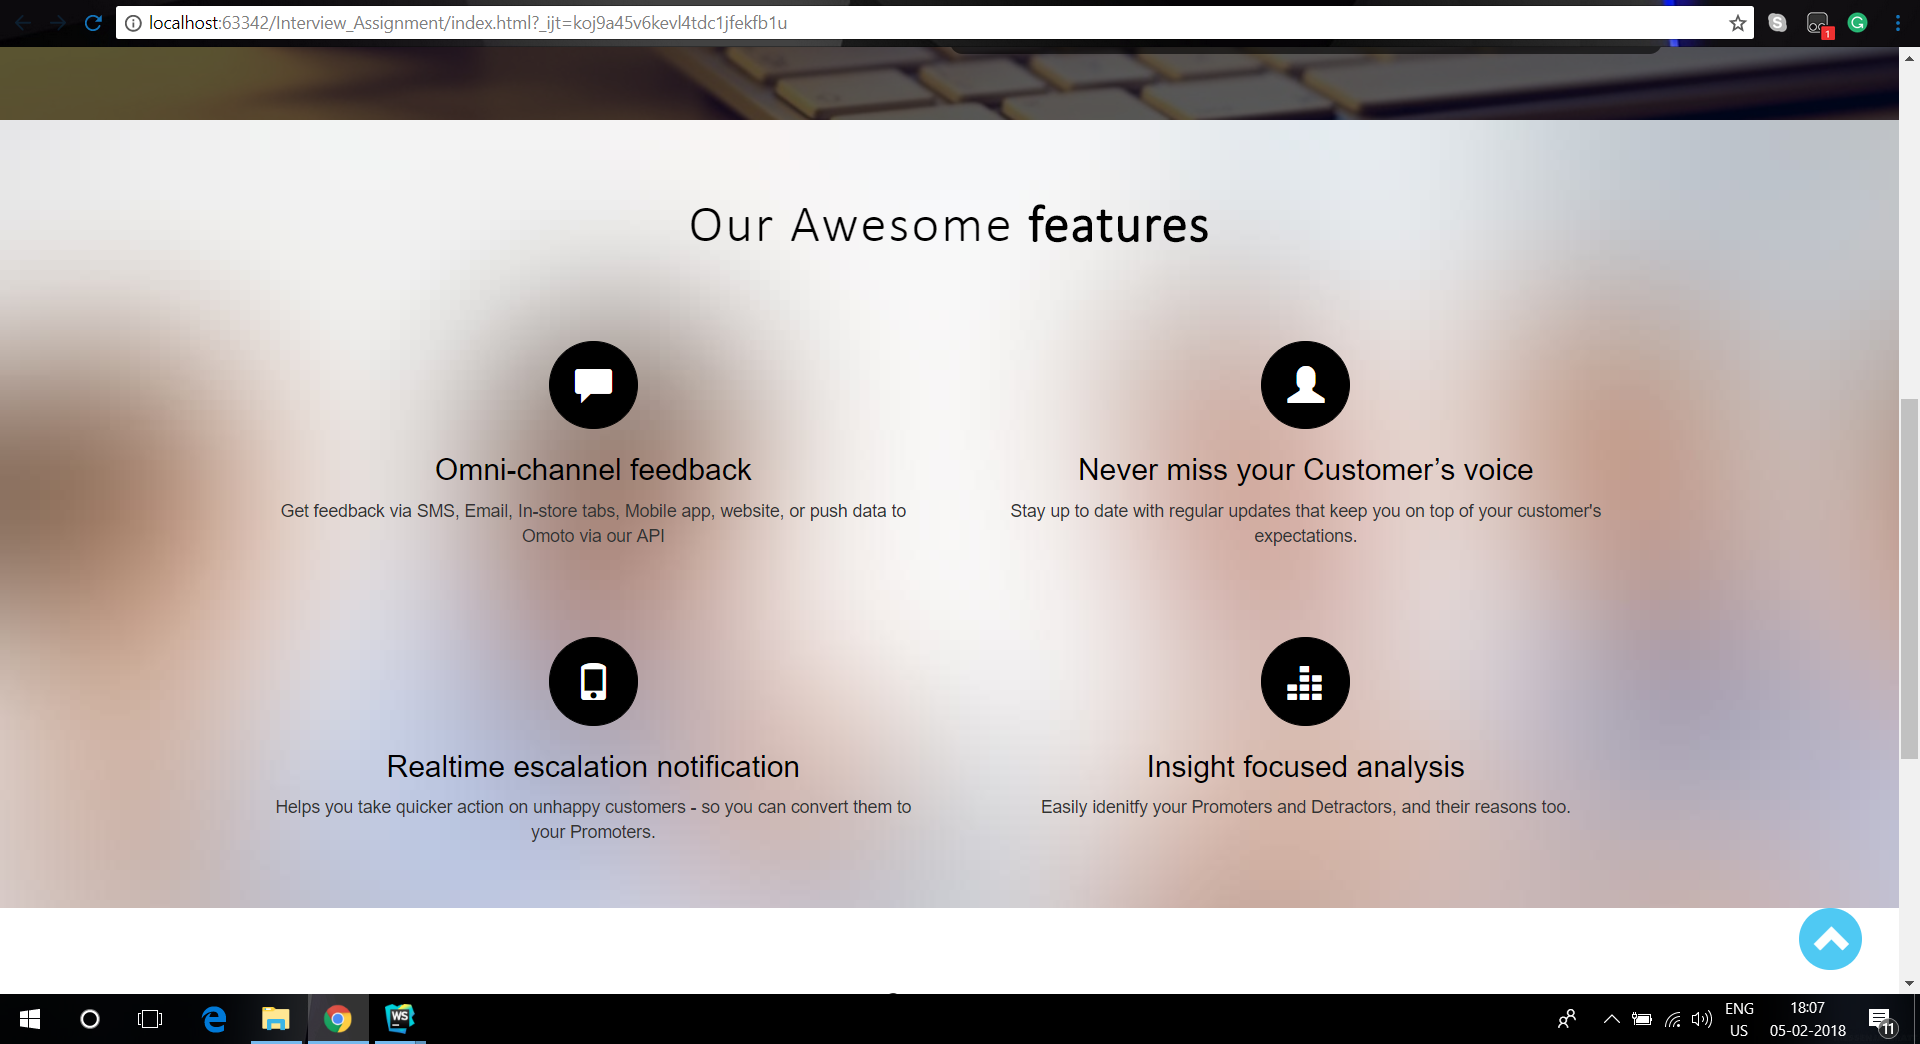 localhost:63342/Interview_Assignment/index.html?_ijt=koj9a45v6kevl4tdc1jfekfb1u
1
Our Awesome features
Omni-channel feedback
Get feedback via SMS, Email, In-store tabs, Mobile app, website, or push data to
Omoto via our API
Never miss your Customer’s voice
Stay up to date with regular updates that keep you on top of your customer's
expectations.
Realtime escalation notification
Helps you take quicker action on unhappy customers - so you can convert them to
your Promoters.
Insight focused analysis
Easily idenitfy your Promoters and Detractors, and their reasons too.
WS
ENG
US
18:07
05-02-2018
11